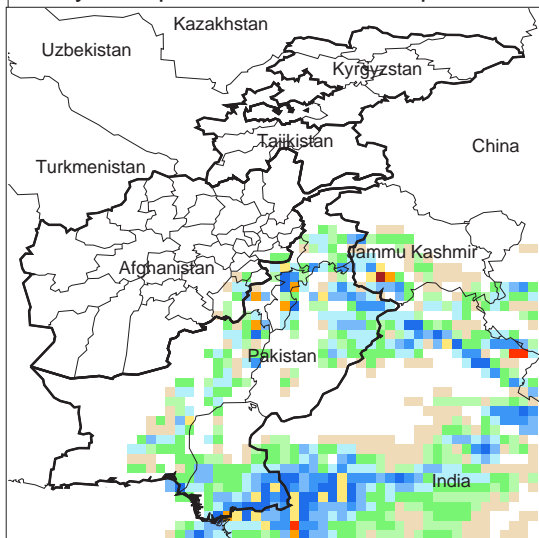 Kazakhstan
Uzbekistan
Kyrgyzstan
Tajikistan
China
Turkmenistan
Jammu Kashmir
Afghanistan
Pakistan
India